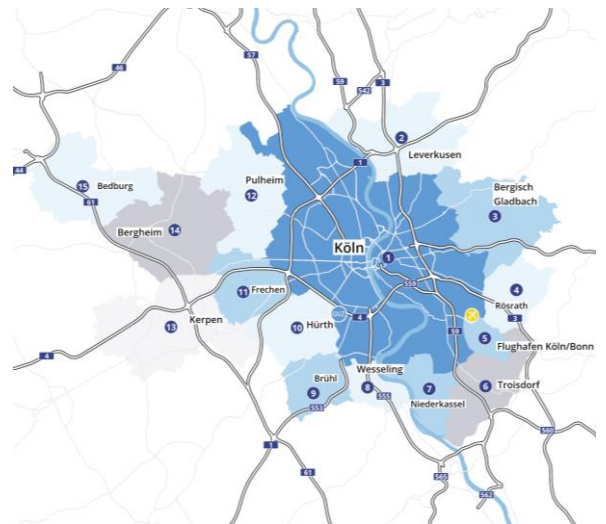 57
46
59
3
542
2
Leverkusen
1
44
15
Bedburg
61
Pulheim
12
Bergisch
Gladbach
3
14
Bergheim
Köln
1
11
Frechen
559
4
Rösrath
3
10
Hürth
4
59
5
Flughafen Köln/Bonn
13
Kerpen
4
Wesseling
Brühl
9
8
555
7
Niederkassel
6
Troisdorf
553
1
61
565
560
562